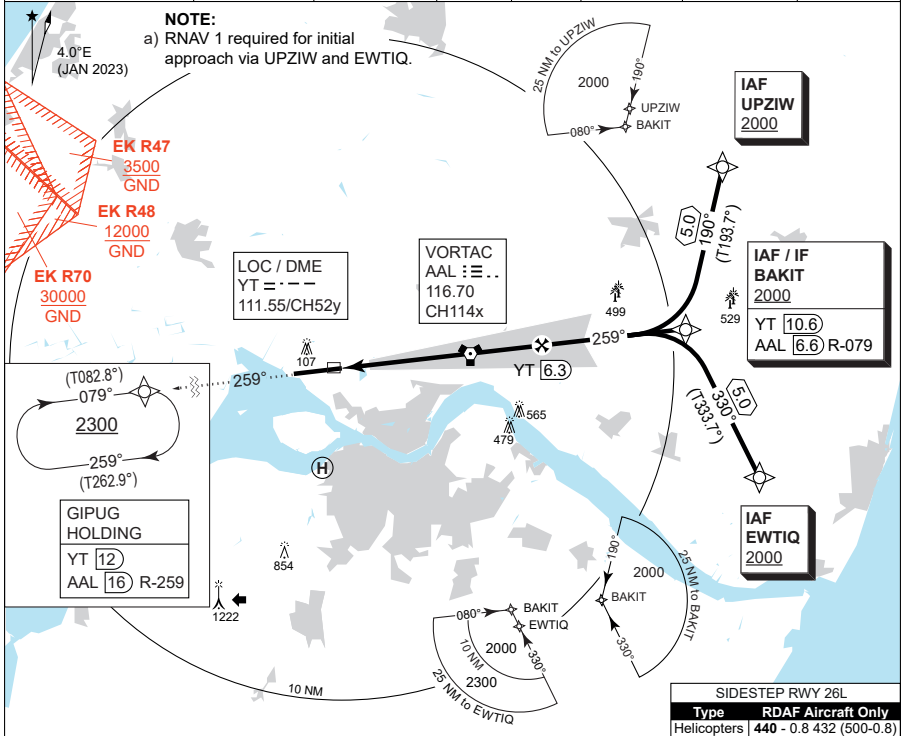 NOTE:
a) RNAV 1 required for initial
approach via UPZIW and EWTIQ.
4.0°E
(JAN 2023)
25 NM to UPZIW
2000
190°
080°
UPZIW
BAKIT
IAF
UPZIW
2000
EK R47
3500
GND
EK R48
12000
GND
EK R70
30000
GND
5.0
190°
(T193.7°)
LOC / DME
YT
111.55/CH52y
VORTAC
AAL
116.70
CH114x
IAF / IF
BAKIT
2000
YT 10.6
AAL 6.6 R-079
499
529
107
259°
YT 6.3
259°
5.0
330°
(T333.7°)
(T082.8°)
079°
2300
259°
(T262.9°)
565
479
H
GIPUG
HOLDING
YT 12
AAL 16 R-259
IAF
EWTIQ
2000
854
1222
190°
2000
25 NM to BAKIT
BAKIT
330°
080°
BAKIT
EWTIQ
2000
10 NM
330°
2300
25 NM to EWTIQ
10 NM
SIDESTEP RWY 26L
Type RDAF Aircraft Only
Helicopters 440 - 0.8 432 (500-0.8)